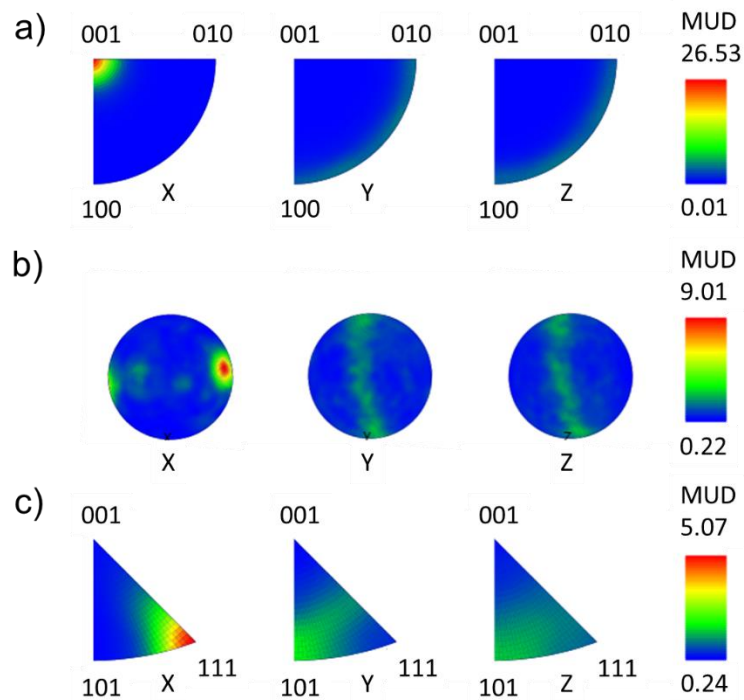 a)
001 010 001 010 001 010
MUD
26.53
100 X 100 Y 100 Z
0.01
b)
MUD
9.01
X Y Z
X Y Z
0.22
c)
001 001 001
MUD
5.07
101 X 111 101 Y 111 101 Z 111
0.24